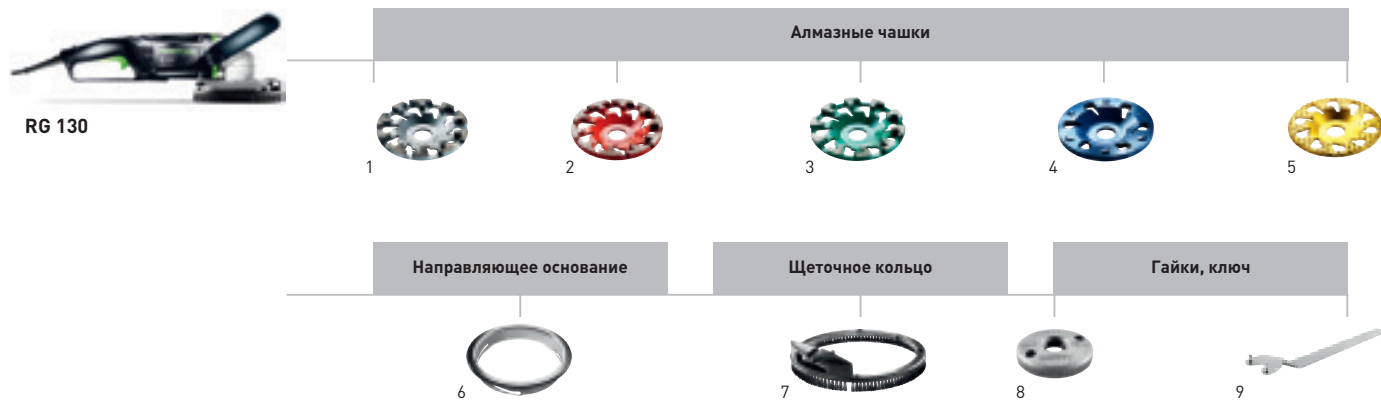 Алмазные чашки
RG 130
1
2
3
4
5
Направляющее основание
Щеточное кольцо
Гайки, ключ
6
7
8
9